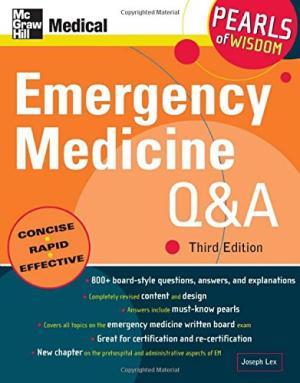 Mc
Graw
Hill
Medical
PEARLS
of WISDOM
Emergency
Medicine
Q&A
Third Edition
CONCISE
• RAPID •
EFFECTIVE
• 800+ board-style questions, answers, and explanations
• Completely revised content and design
• Answers include must-know pearls
• Covers all topics on the emergency medicine written board exam
• Great for certification and re-certification
• New chapter on the prehospital and administrative aspects of EM
Joseph Lex